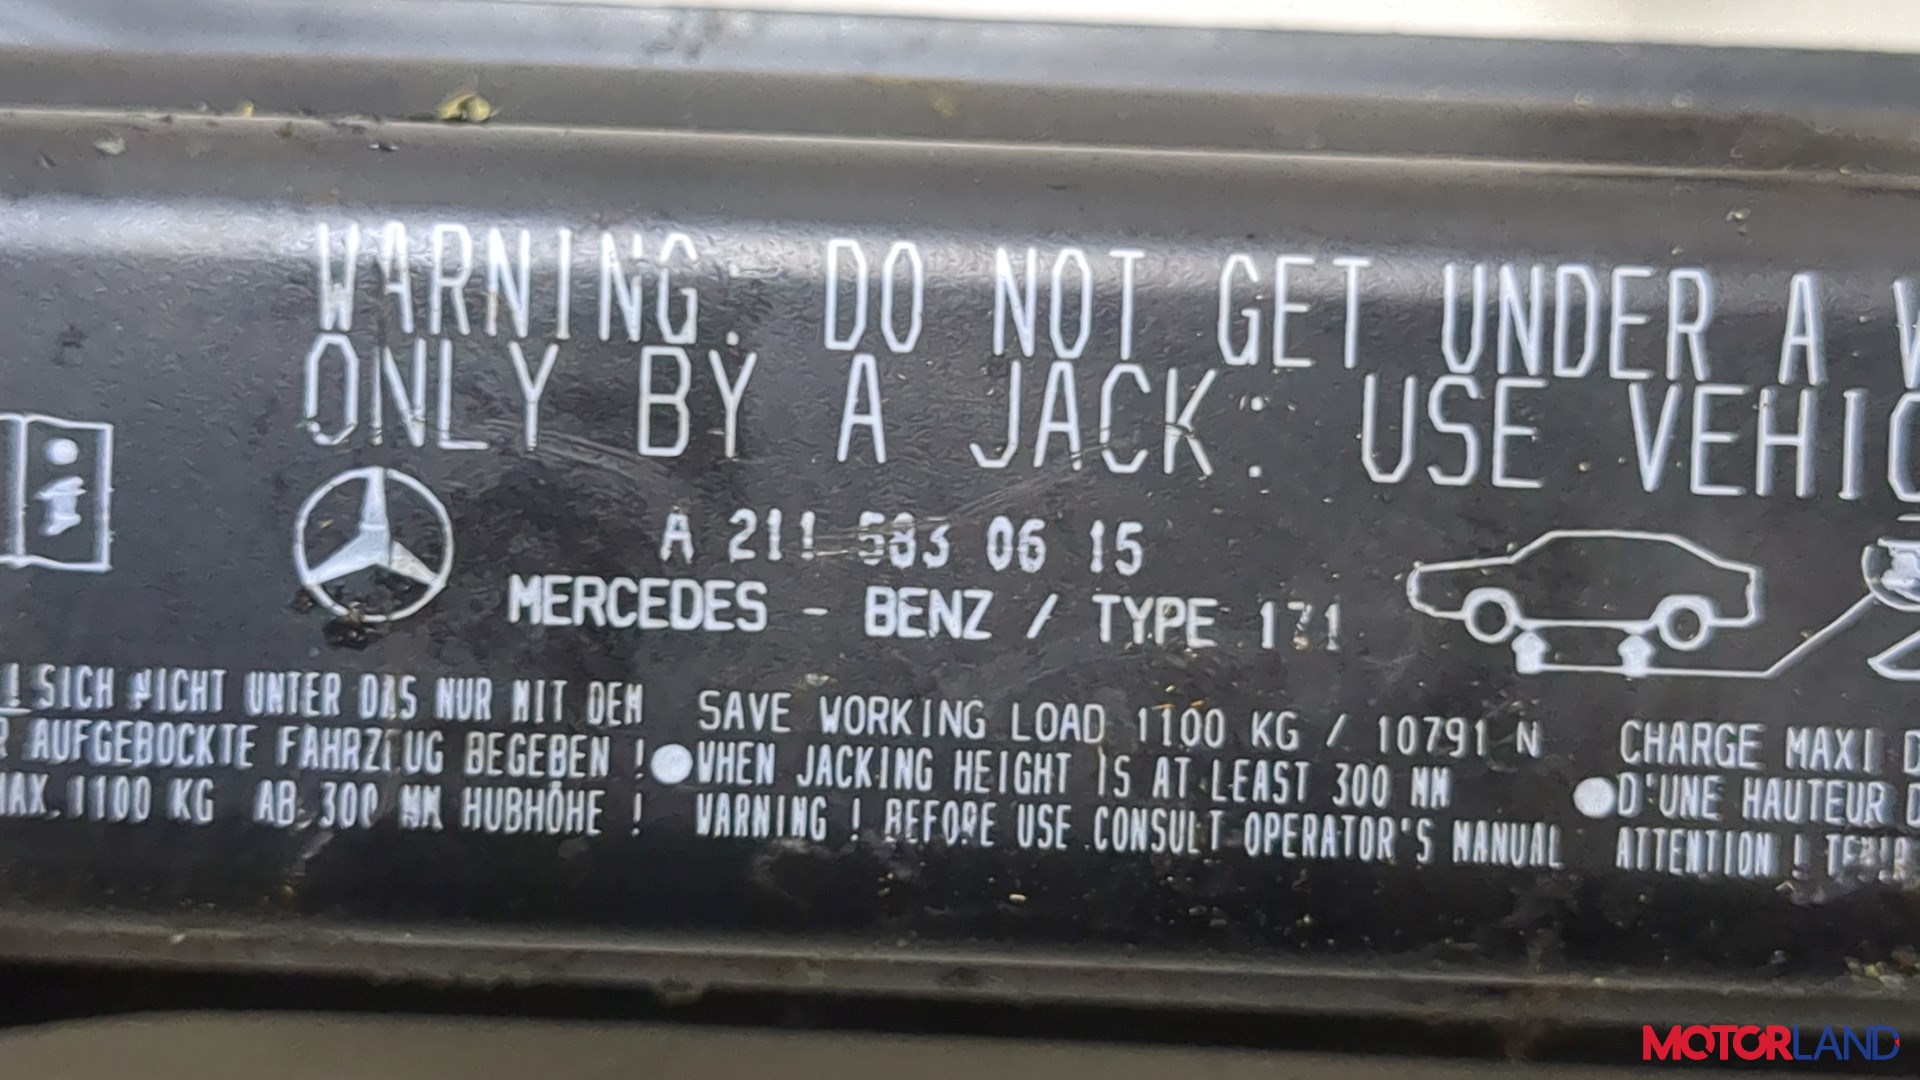 WARNING. DO NOT GET UNDER A
ONLY BY A JACK. USE VEHIC
A 211 583 06 15
MERCEDES - BENZ / TYPE 171
! SICH NICHT UNTER DAS NUR MIT DEM
R AUFGEBOCKTE FAHRZEUG BEGEBEN !
MAX. 1100 KG AB 300 MM HUBHÖHE !
SAVE WORKING LOAD 1100 KG / 10791 N
WHEN JACKING HEIGHT IS AT LEAST 300 MM
WARNING ! BEFORE USE CONSULT OPERATOR'S MANUAL
CHARGE MAXI D
D'UNE HAUTEUR D
ATTENTION !
MOTORLAND